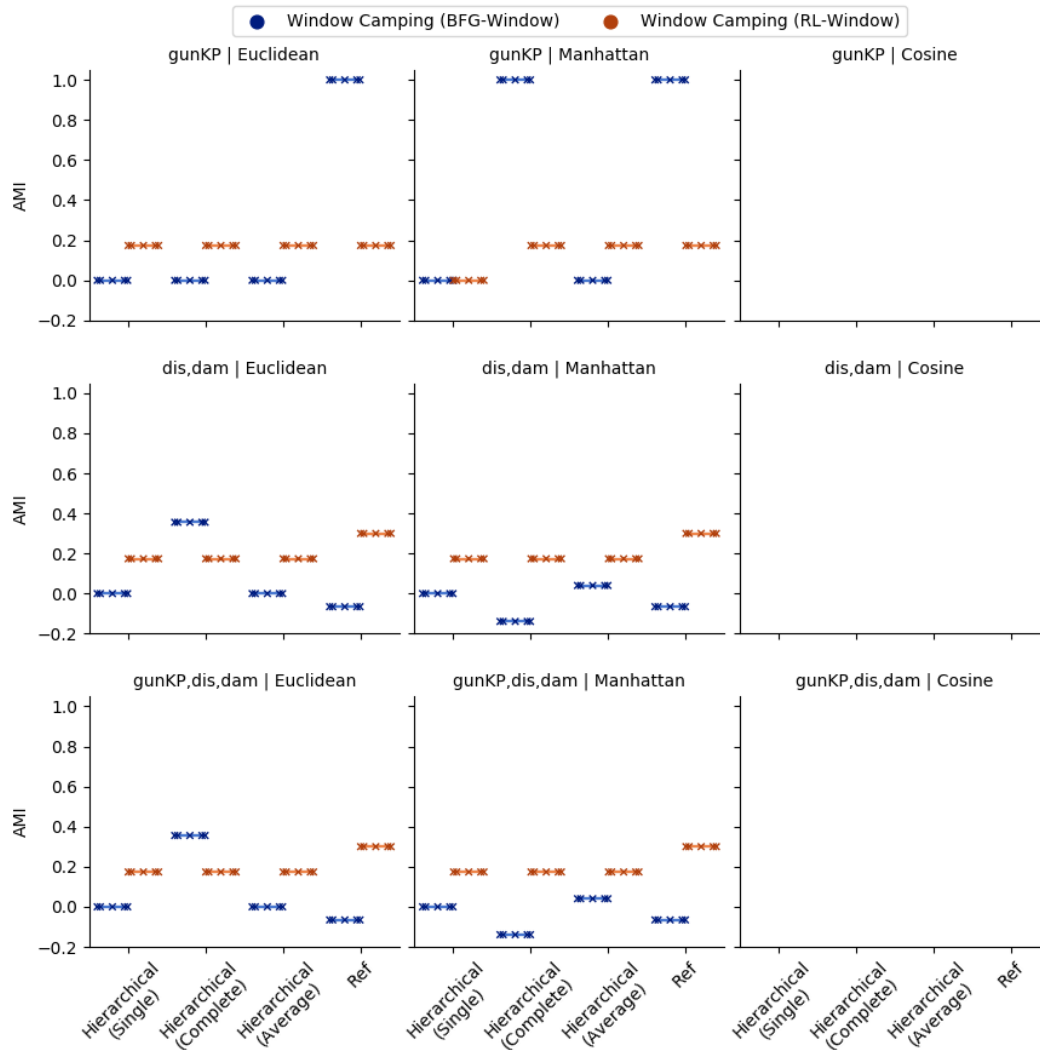 Window Camping (BFG-Window) Window Camping (RL-Window)
gunKP | Euclidean gunKP | Manhattan gunKP | Cosine
1.0
0.8
0.6
0.4
0.2
0.0
−0.2
AMI
dis,dam | Euclidean dis,dam | Manhattan dis,dam | Cosine
1.0
0.8
0.6
0.4
0.2
0.0
−0.2
AMI
gunKP,dis,dam | Euclidean gunKP,dis,dam | Manhattan gunKP,dis,dam | Cosine
1.0
0.8
0.6
0.4
0.2
0.0
−0.2
AMI
Hierarchical
(Single)
Hierarchical
(Complete)
Hierarchical
(Average)
Ref
Hierarchical
(Single)
Hierarchical
(Complete)
Hierarchical
(Average)
Ref
Hierarchical
(Single)
Hierarchical
(Complete)
Hierarchical
(Average)
Ref